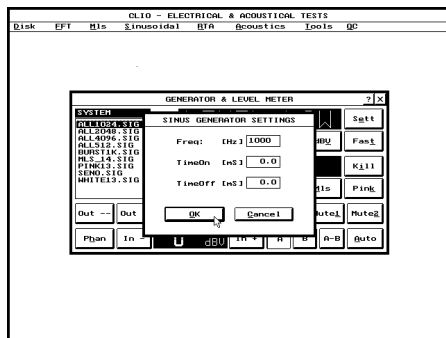 CLIO - ELECTRICAL & ACOUSTICAL TESTS
Disk FFT Mls Sinusoidal RTA Acoustics Tools QC
GENERATOR & LEVEL METER ? X
SYSTEM
ALL1024.SIG
ALL2048.SIG
ALL4096.SIG
ALL512.SIG
BURST1K.SIG
MLS_14.SIG
PINK13.SIG
SENO.SIG
WHITE13.SIG
SINUS GENERATOR SETTINGS
Freq: [Hz] 1000
TimeOn [mS] 0.0
TimeOff [mS] 0.0
OK Cancel
W Sett
dBV Fast
Kill
Mls Pink
Out -- Out Mute1 Mute2
Phan In - U dBV In + A B A-B Auto